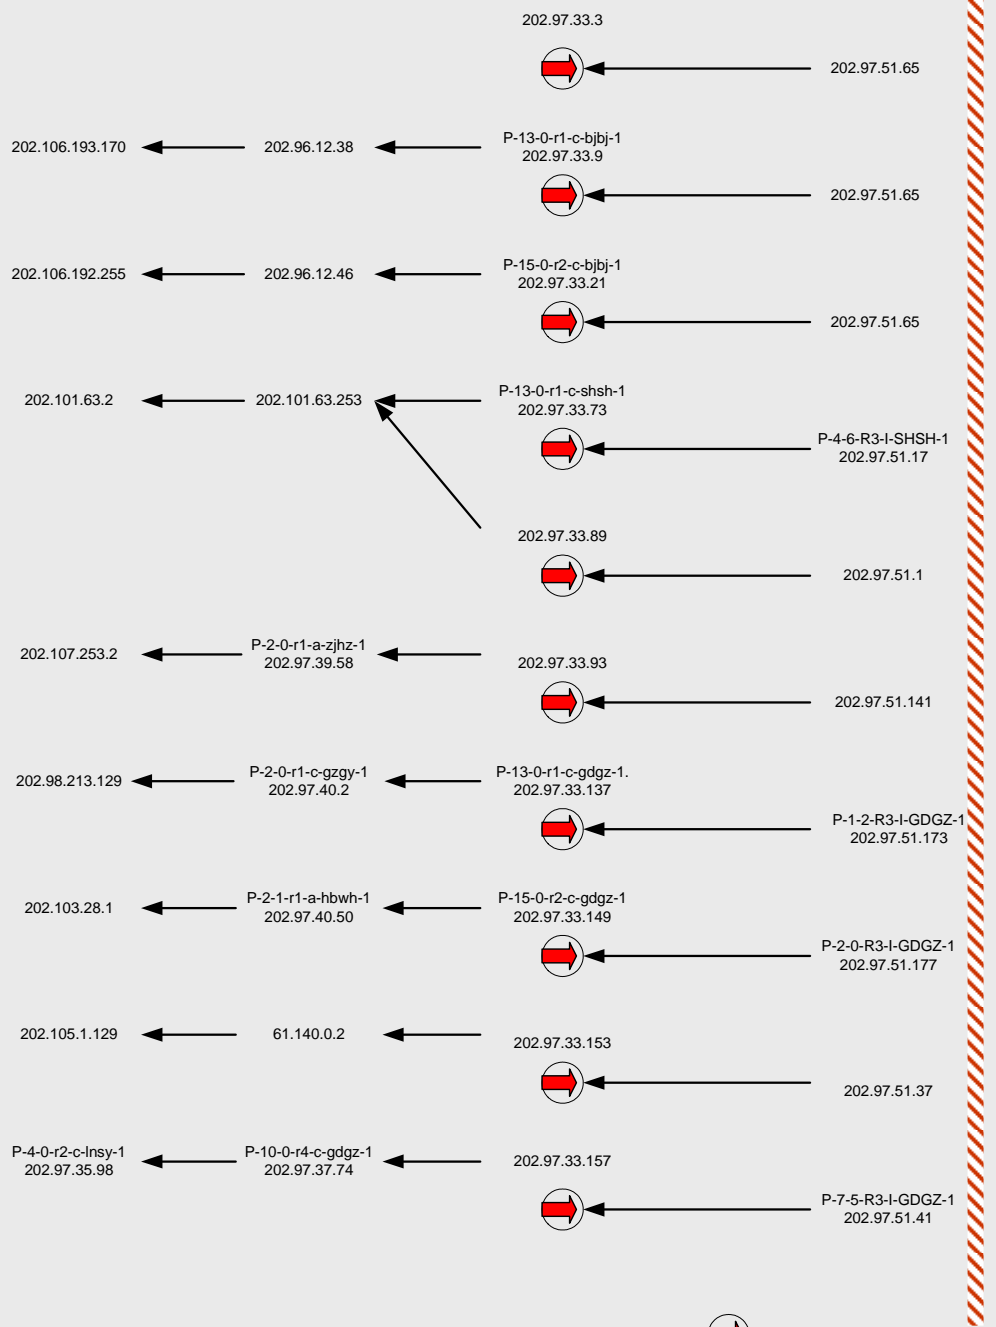 202.97.33.3
202.97.51.65
202.106.193.170
202.96.12.38
P-13-0-r1-c-bjbj-1
202.97.33.9
202.97.51.65
202.106.192.255
202.96.12.46
P-15-0-r2-c-bjbj-1
202.97.33.21
202.97.51.65
202.101.63.2
202.101.63.253
P-13-0-r1-c-shsh-1
202.97.33.73
P-4-6-R3-I-SHSH-1
202.97.51.17
202.97.33.89
202.97.51.1
202.107.253.2
P-2-0-r1-a-zjhz-1
202.97.39.58
202.97.33.93
202.97.51.141
202.98.213.129
P-2-0-r1-c-gzgy-1
202.97.40.2
P-13-0-r1-c-gdgz-1.
202.97.33.137
P-1-2-R3-I-GDGZ-1
202.97.51.173
202.103.28.1
P-2-1-r1-a-hbwh-1
202.97.40.50
P-15-0-r2-c-gdgz-1
202.97.33.149
P-2-0-R3-I-GDGZ-1
202.97.51.177
202.105.1.129
61.140.0.2
202.97.33.153
202.97.51.37
P-4-0-r2-c-lnsy-1
202.97.35.98
P-10-0-r4-c-gdgz-1
202.97.37.74
202.97.33.157
P-7-5-R3-I-GDGZ-1
202.97.51.41